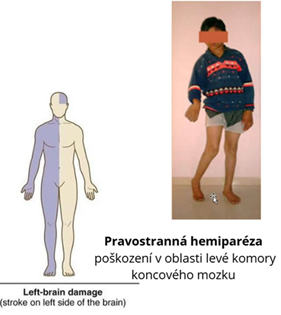 Pravostranná hemiparéza
poškození v oblasti levé komory
koncového mozku
Left-brain damage
(stroke on left side of the brain)